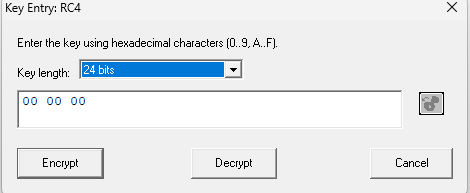 Key Entry: RC4
Enter the key using hexadecimal characters (0..9, A..F).
Key length: 24 bits
00 00 00
Encrypt Decrypt Cancel